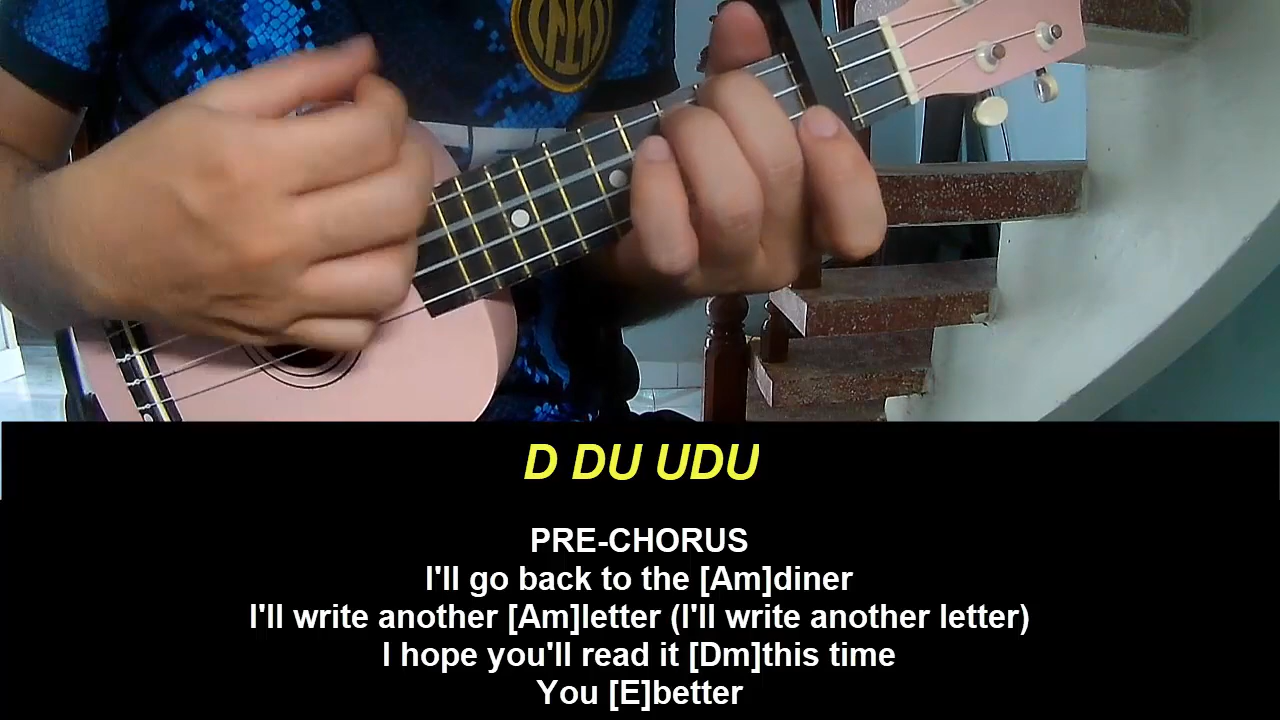 D DU UDU
PRE-CHORUS
I'll go back to the [Am]diner
I'll write another [Am]letter (I'll write another letter)
I hope you'll read it [Dm]this time
You [E]better